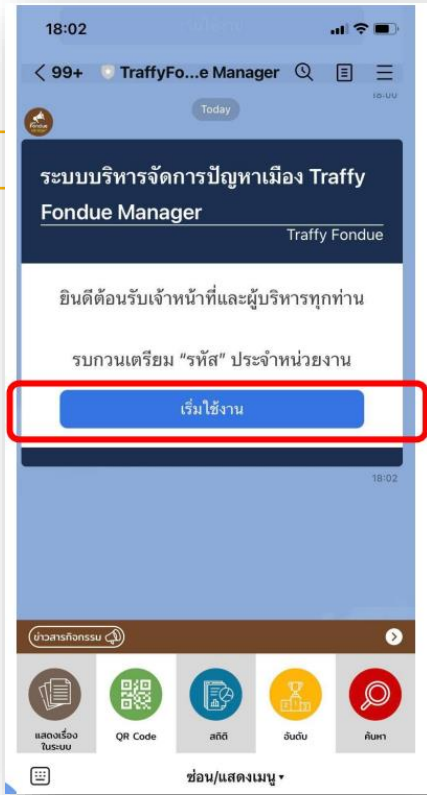 18:02
99+ TraffyFo...e Manager
18:00
Today
ระบบบริหารจัดการปัญหาเมือง Traffy
Fondue Manager
Traffy Fondue
ยินดีต้อนรับเจ้าหน้าที่และผู้บริหารทุกท่าน
รบกวนเตรียม “รหัส” ประจำหน่วยงาน
เริ่มใช้งาน
18:02
ข่าวสารกิจกรรม
แสดงเรื่อง
ในระบบ
QR Code
สถิติ
อันดับ
ค้นหา
ซ่อน/แสดงเมนู